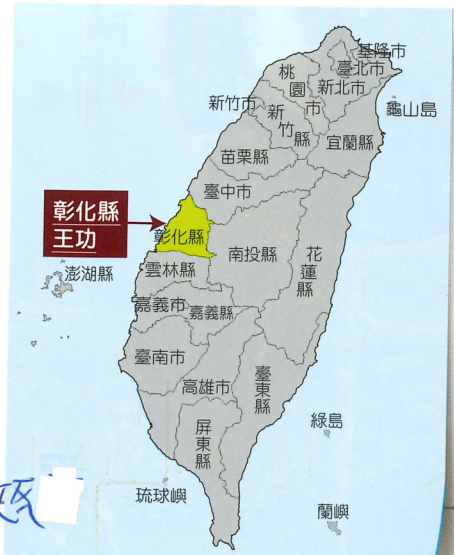 基隆市
臺北市
桃園市
新北市
龜山島
新竹市
新竹縣
宜蘭縣
苗栗縣
臺中市
彰化縣
王功
彰化縣
南投縣
花蓮縣
雲林縣
澎湖縣
嘉義市
嘉義縣
臺南市
高雄市
臺東縣
屏東縣
綠島
琉球嶼
蘭嶼